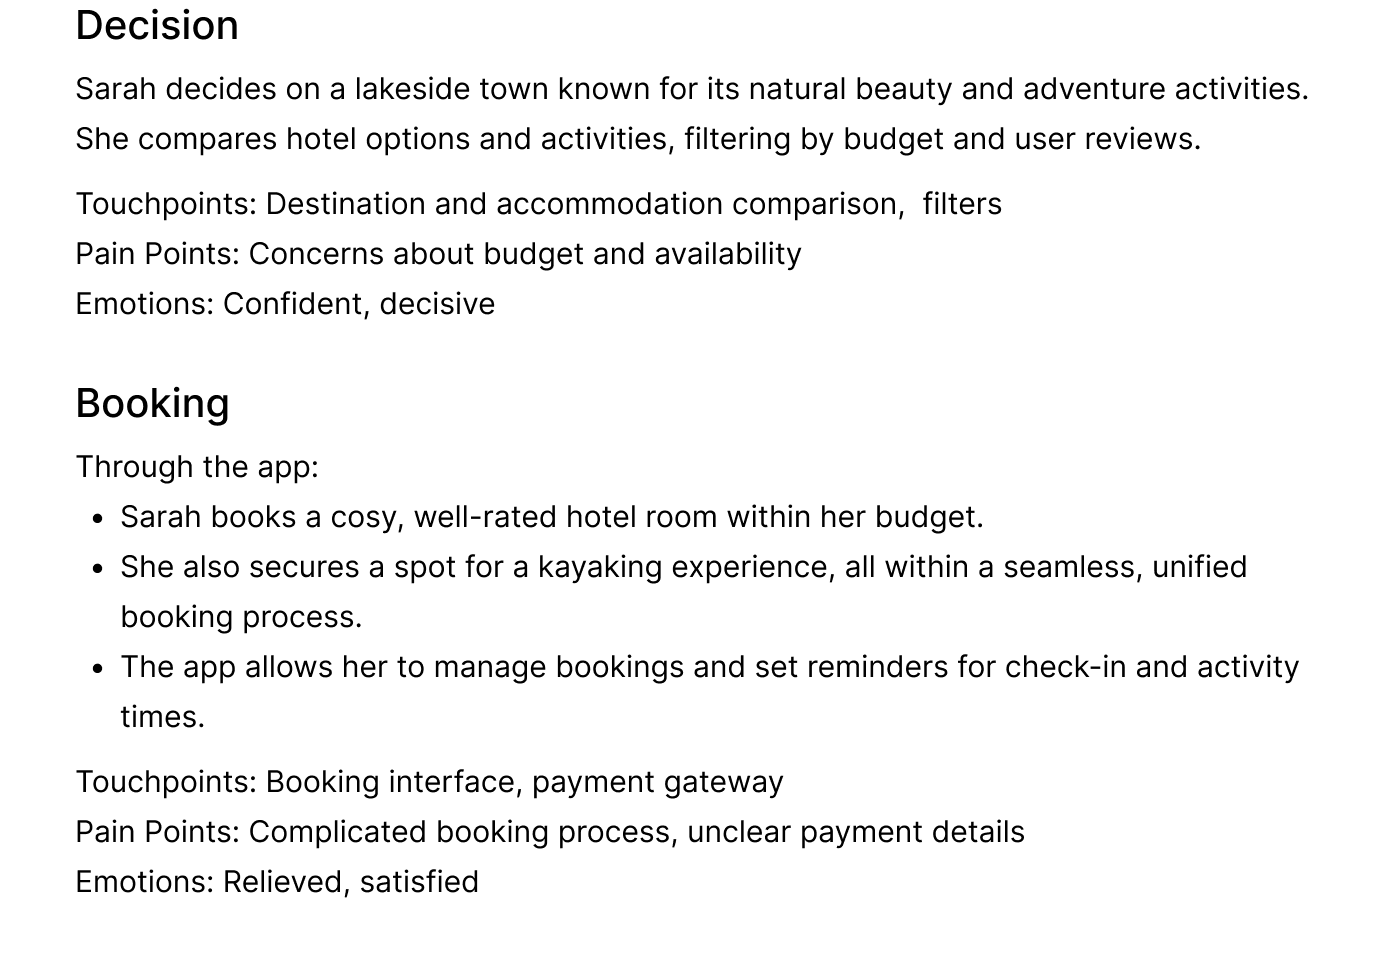 Decision
Sarah decides on a lakeside town known for its natural beauty and adventure activities.
She compares hotel options and activities, filtering by budget and user reviews.
Touchpoints: Destination and accommodation comparison,  filters
Pain Points: Concerns about budget and availability
Emotions: Confident, decisive
Booking
Through the app:
• Sarah books a cosy, well-rated hotel room within her budget.
• She also secures a spot for a kayaking experience, all within a seamless, unified
booking process.
• The app allows her to manage bookings and set reminders for check-in and activity
times.
Touchpoints: Booking interface, payment gateway
Pain Points: Complicated booking process, unclear payment details
Emotions: Relieved, satisfied